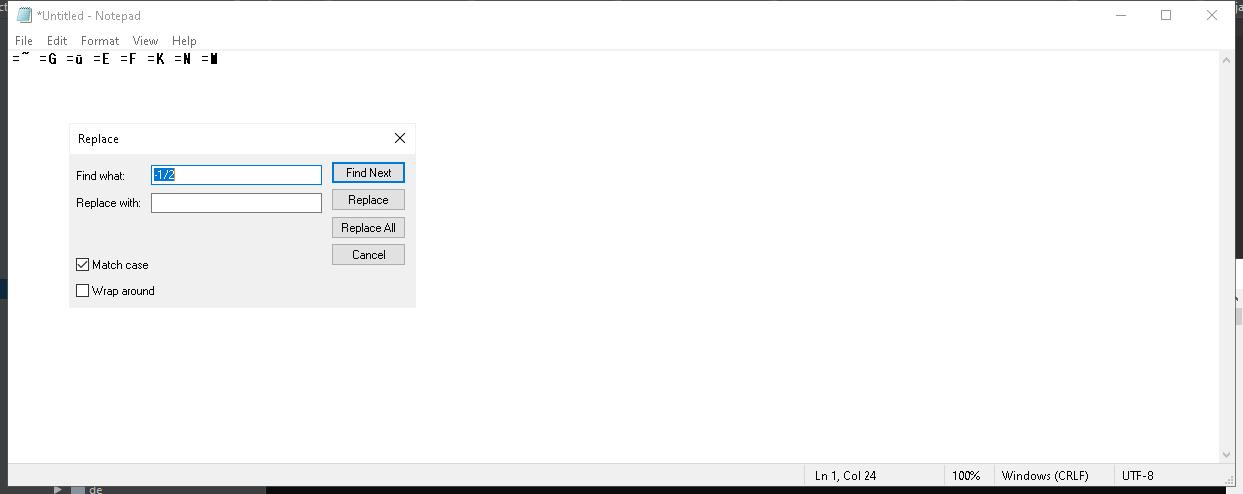 *Untitled - Notepad
File Edit Format View Help
=˜ =G =ū =E =F =K =N =M
Replace
Find what: -1/2 Find Next
Replace with: Replace
Replace All
Cancel
Match case
Wrap around
Ln 1, Col 24 100% Windows (CRLF) UTF-8
de